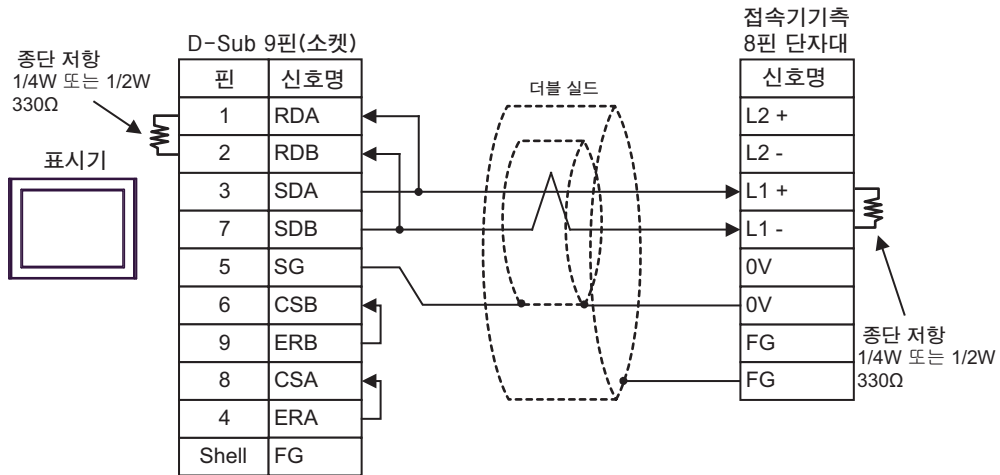 접속기기측
8핀 단자대
D-Sub 9핀(소켓)
종단 저항
1/4W 또는 1/2W
330Ω
표시기
핀 신호명
1 RDA
2 RDB
3 SDA
7 SDB
5 SG
6 CSB
9 ERB
8 CSA
4 ERA
Shell FG
더블 실드
신호명
L2 +
L2 -
L1 +
L1 -
0V
0V
FG
FG
종단 저항
1/4W 또는 1/2W
330Ω